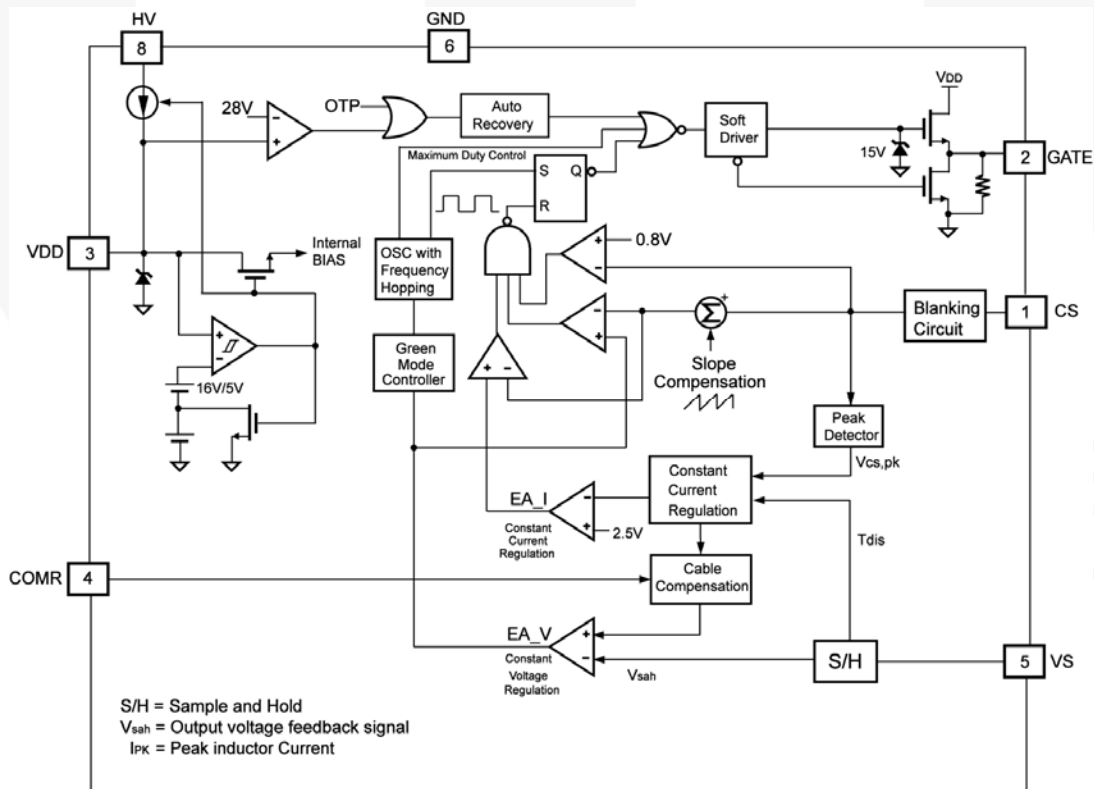 HV
8
GND
6
VDD
28V
OTP
Auto
Recovery
Soft
Driver
15V
2
GATE
Maximum Duty Control
S
Q
R
Internal
BIAS
VDD
3
OSC with
Frequency
Hopping
0.8V
Green
Mode
Controller
Σ
+
Blanking
Circuit
1
CS
Slope
Compensation
16V/5V
Peak
Detector
Vcs,pk
Constant
Current
Regulation
EA_I
2.5V
Constant
Current
Regulation
Tdis
COMR
4
Cable
Compensation
EA_V
Constant
Voltage
Regulation
Vsah
S/H
5
VS
S/H = Sample and Hold
Vsah = Output voltage feedback signal
IPK = Peak inductor Current